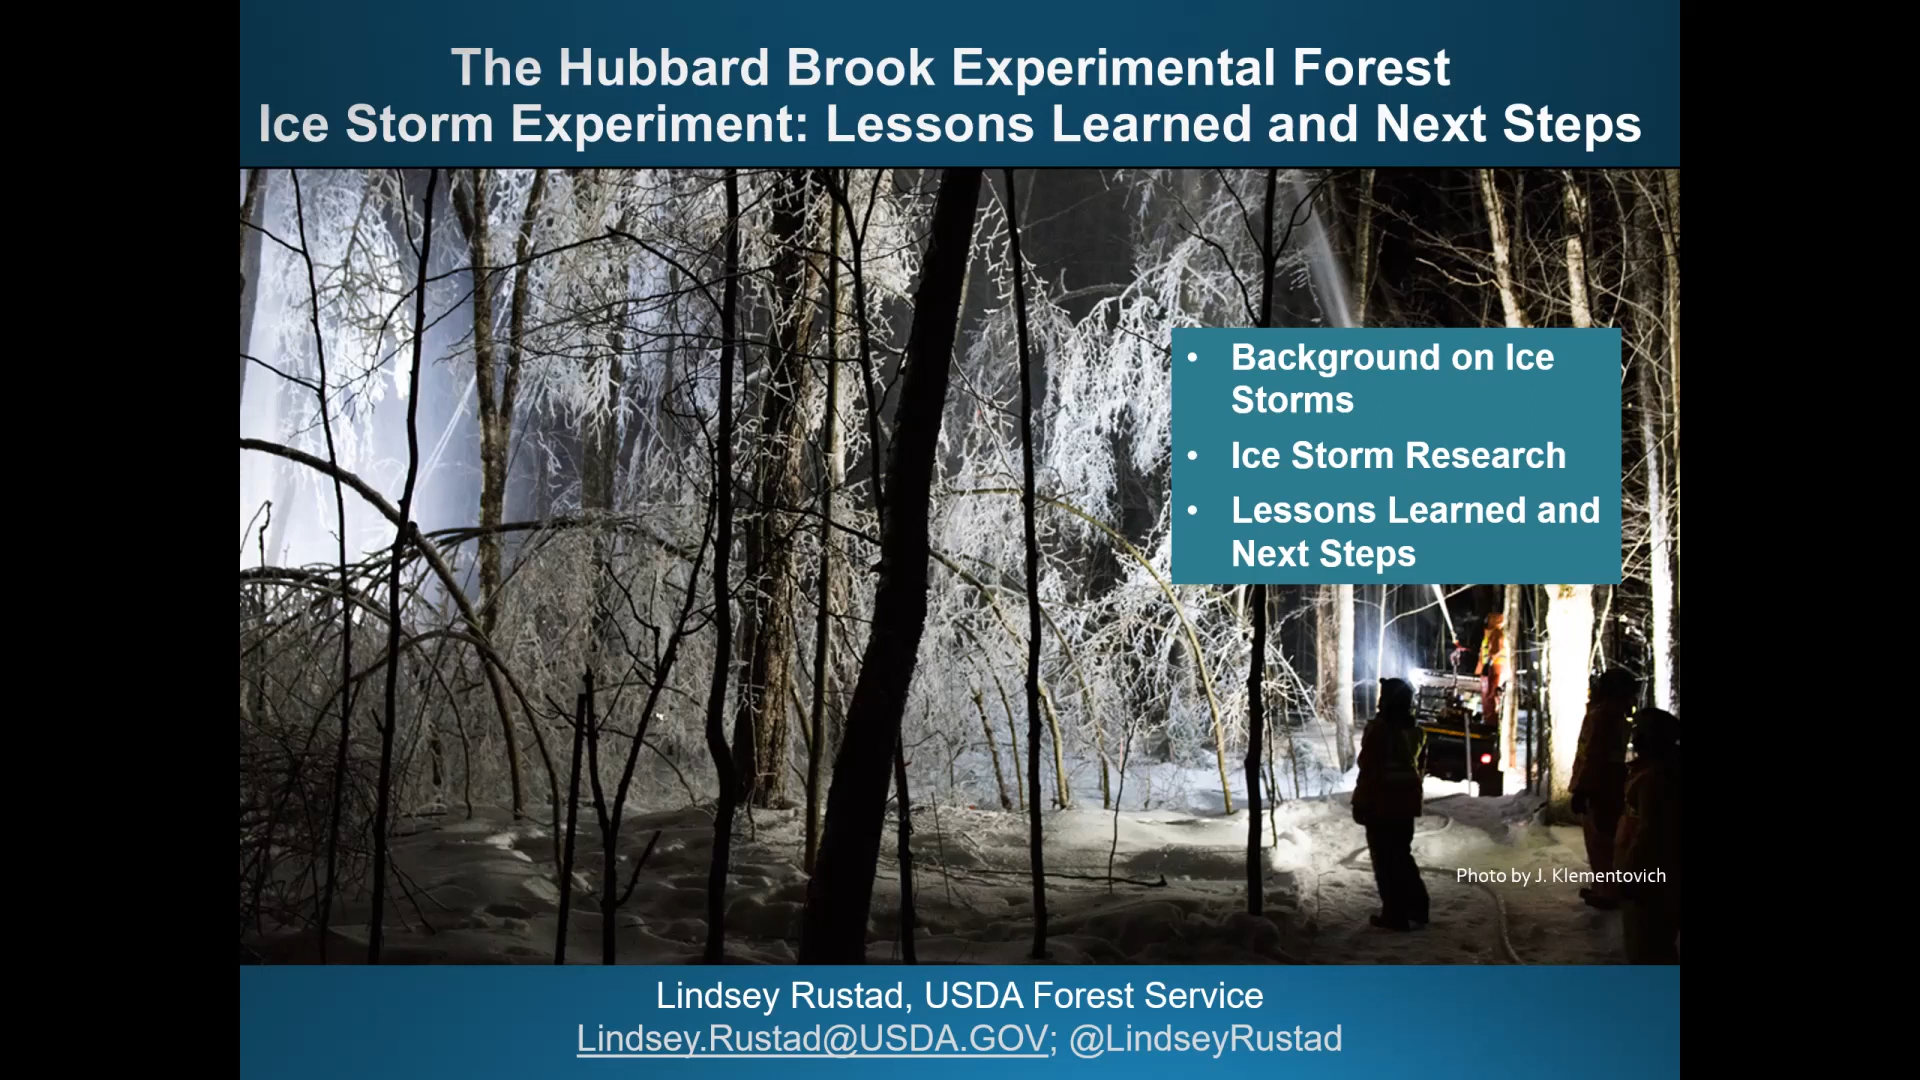 The Hubbard Brook Experimental Forest
Ice Storm Experiment: Lessons Learned and Next Steps
• Background on Ice
Storms
• Ice Storm Research
• Lessons Learned and
Next Steps
Photo by J. Klementovich
Lindsey Rustad, USDA Forest Service
Lindsey.Rustad@USDA.GOV; @LindseyRustad